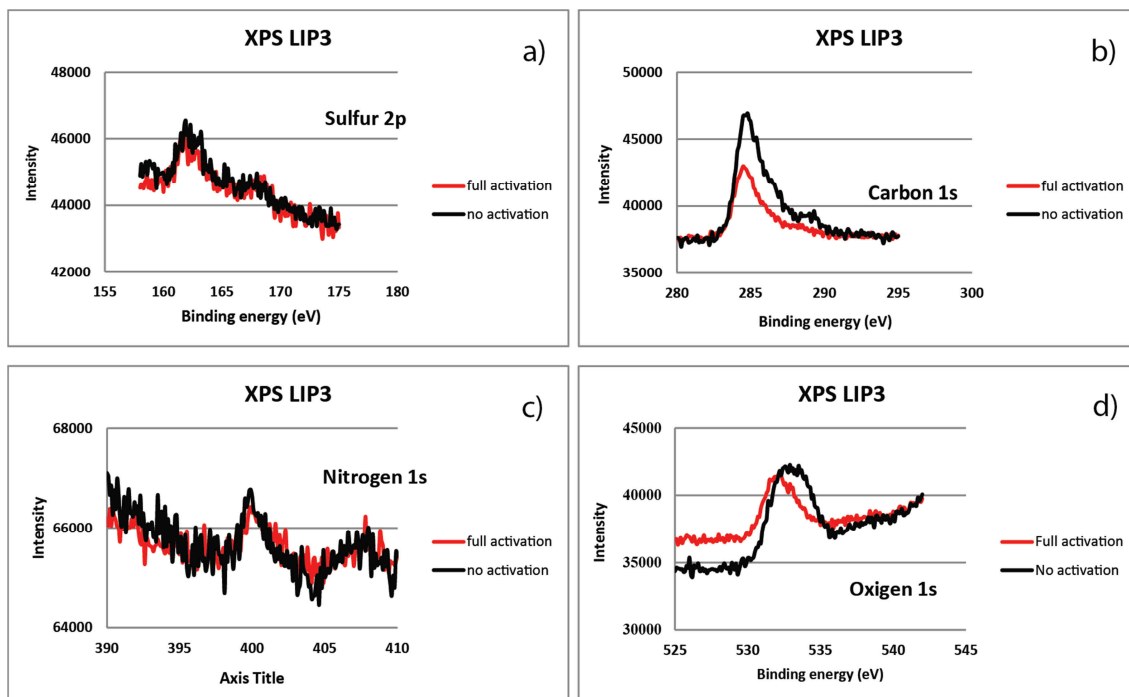 XPS LIP3
a)
48000
46000
44000
42000
Intensity
Sulfur 2p
full activation
no activation
155
160
165
170
175
180
Binding energy (eV)
XPS LIP3
b)
50000
45000
40000
35000
Intensity
Carbon 1s
full activation
no activation
280
285
290
295
300
Binding energy (eV)
XPS LIP3
c)
68000
66000
64000
Intensity
Nitrogen 1s
full activation
no activation
390
395
400
405
410
Axis Title
XPS LIP3
d)
45000
40000
35000
30000
Intensity
Oxigen 1s
Full activation
No activation
525
530
535
540
545
Binding energy (eV)